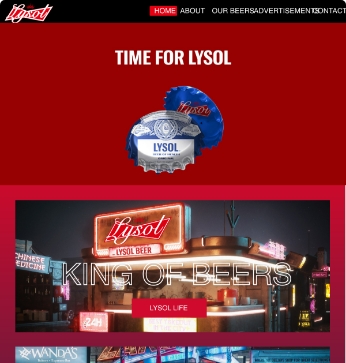 Lysol
HOME ABOUT OUR BEERS ADVERTISEMENTS CONTACT
TIME FOR LYSOL
Lysol
LYSOL
Lysol
LYSOL BEER
CHINESE
MEDICINE
KING OF BEERS
LYSOL LIFE
24H
WANDA'S